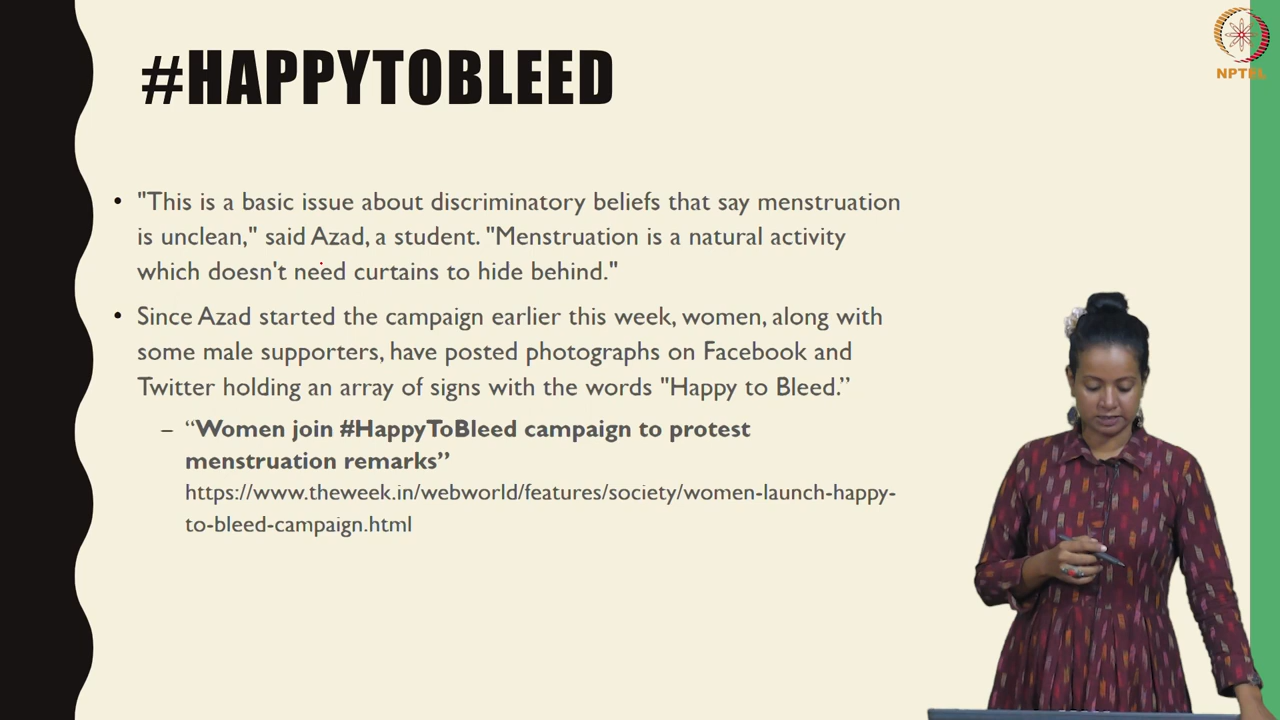 #HAPPYTOBLEED
NPTEL
• "This is a basic issue about discriminatory beliefs that say menstruation
is unclean," said Azad, a student. "Menstruation is a natural activity
which doesn't need curtains to hide behind."
• Since Azad started the campaign earlier this week, women, along with
some male supporters, have posted photographs on Facebook and
Twitter holding an array of signs with the words "Happy to Bleed.”
– “Women join #HappyToBleed campaign to protest
menstruation remarks”
https://www.theweek.in/webworld/features/society/women-launch-happy-
to-bleed-campaign.html